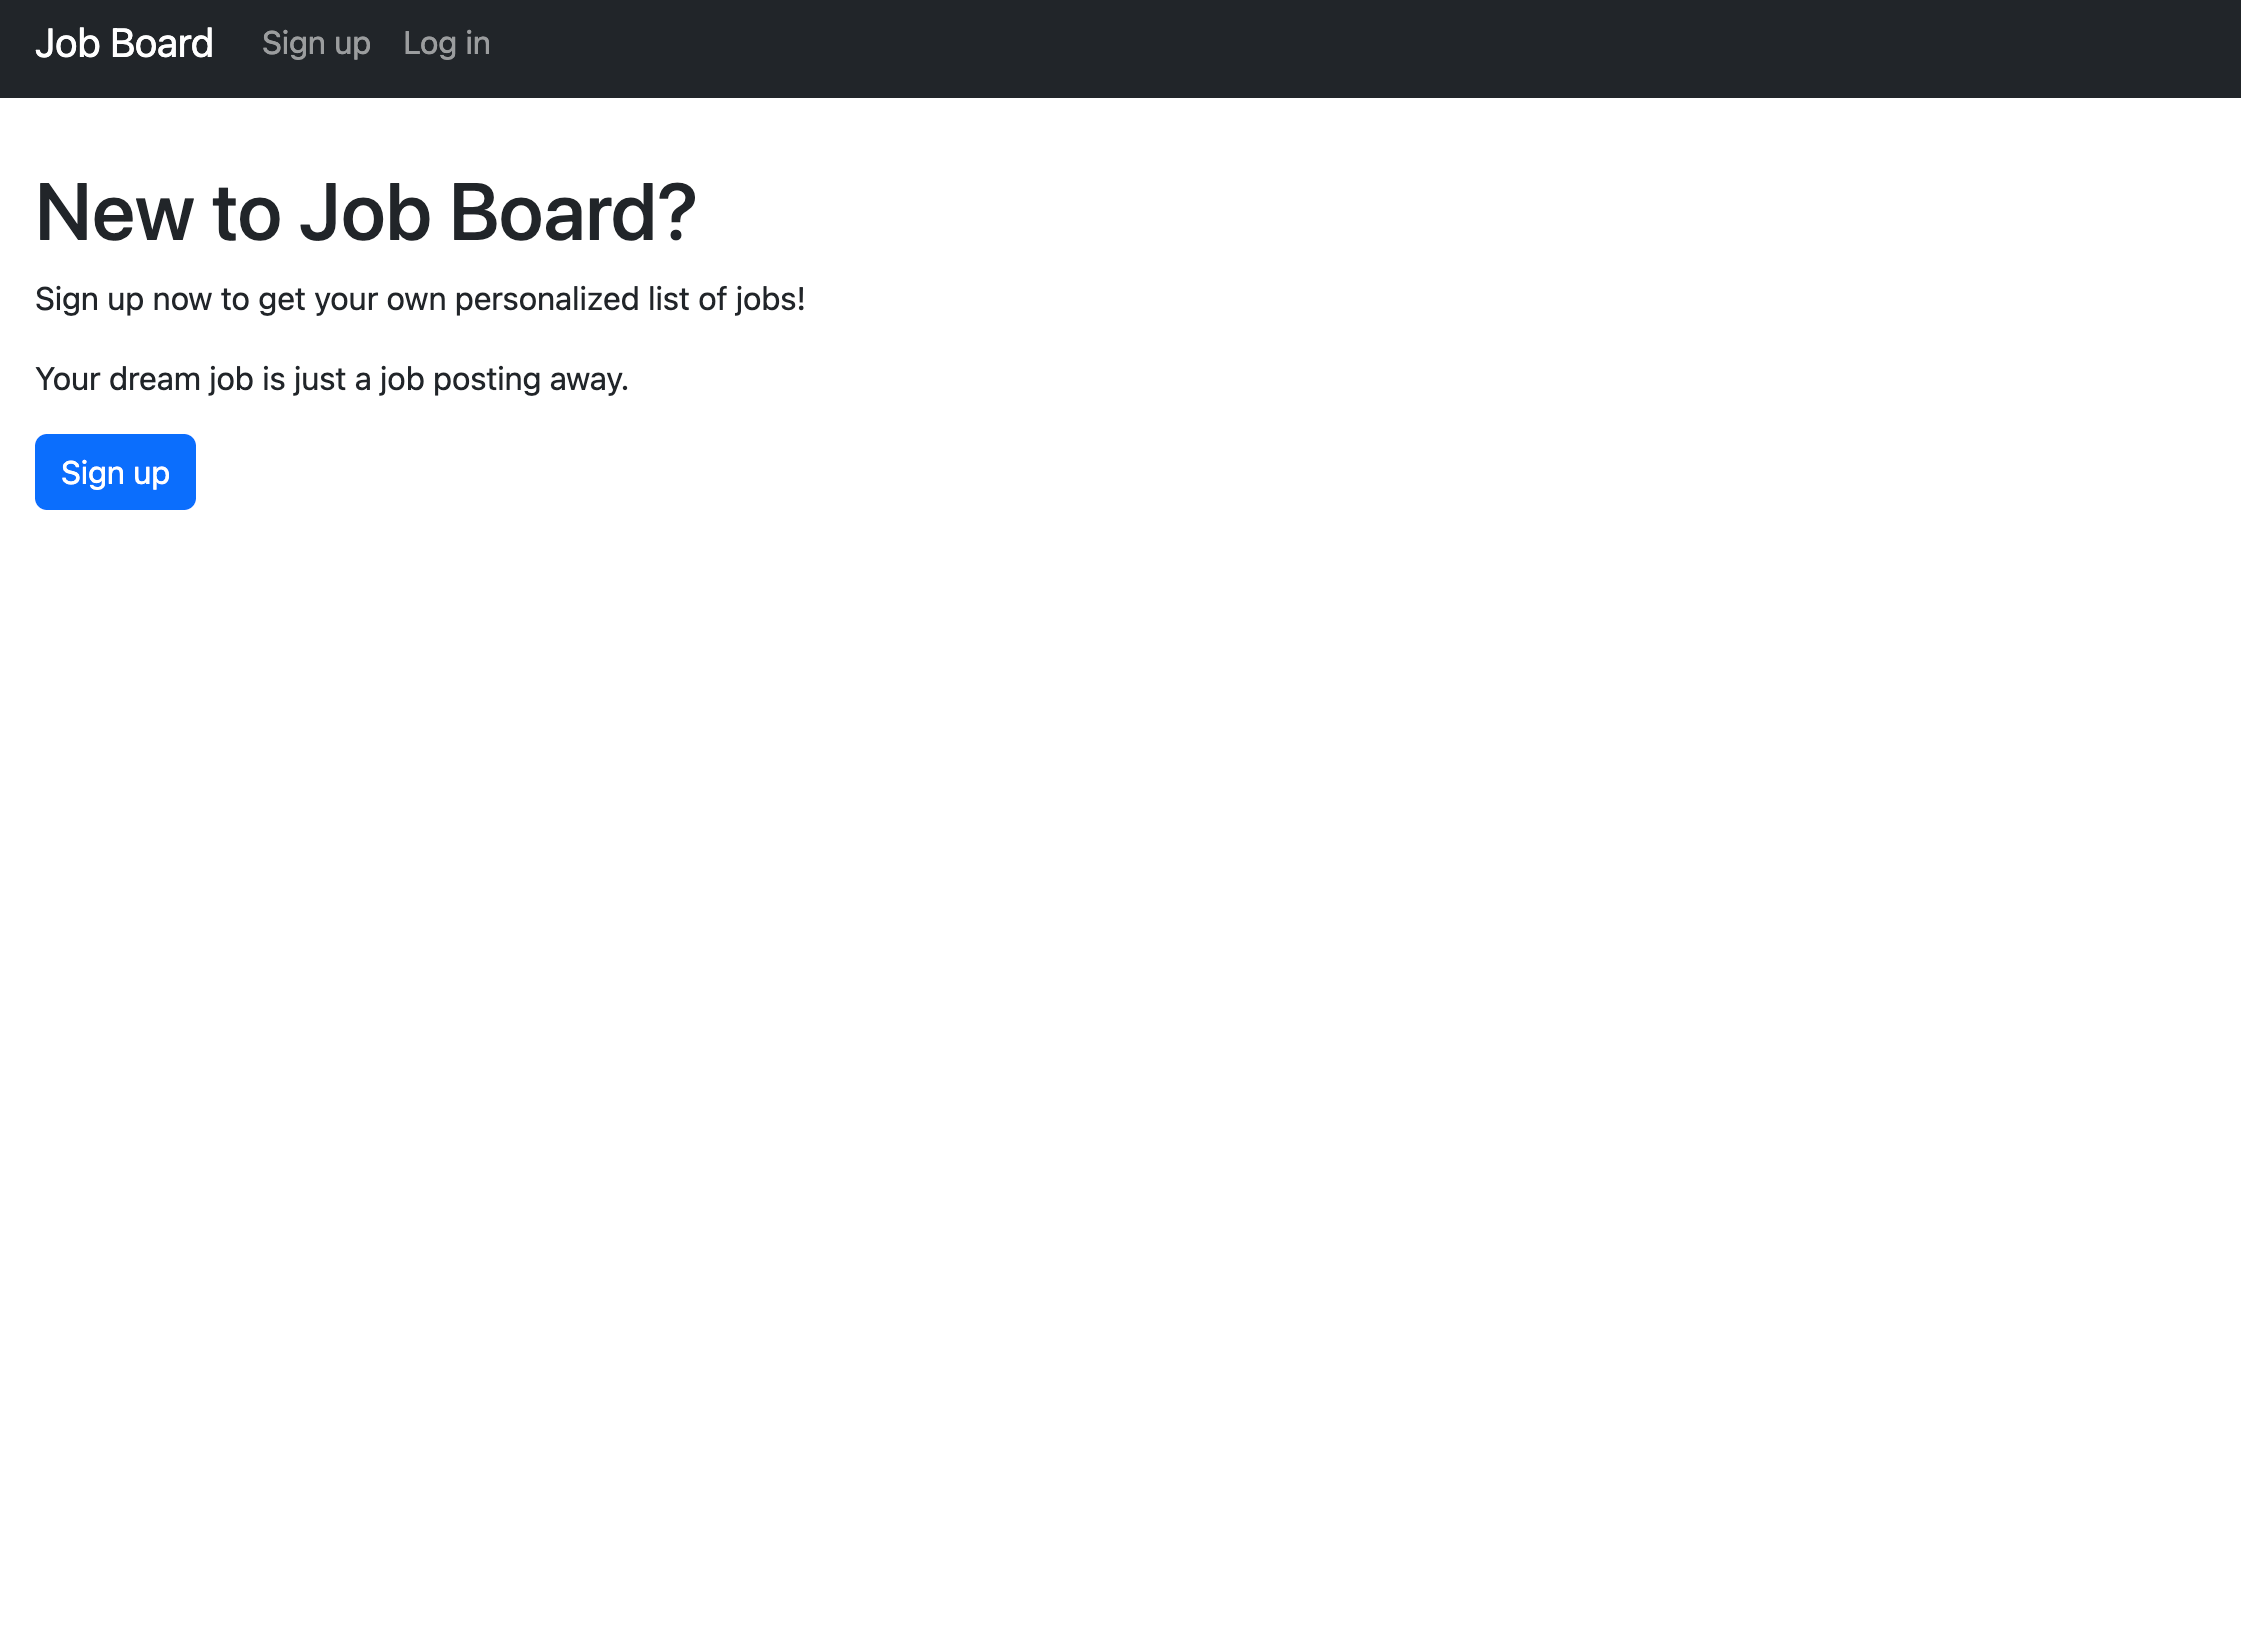 Job Board Sign up Log in
New to Job Board?
Sign up now to get your own personalized list of jobs!
Your dream job is just a job posting away.
Sign up